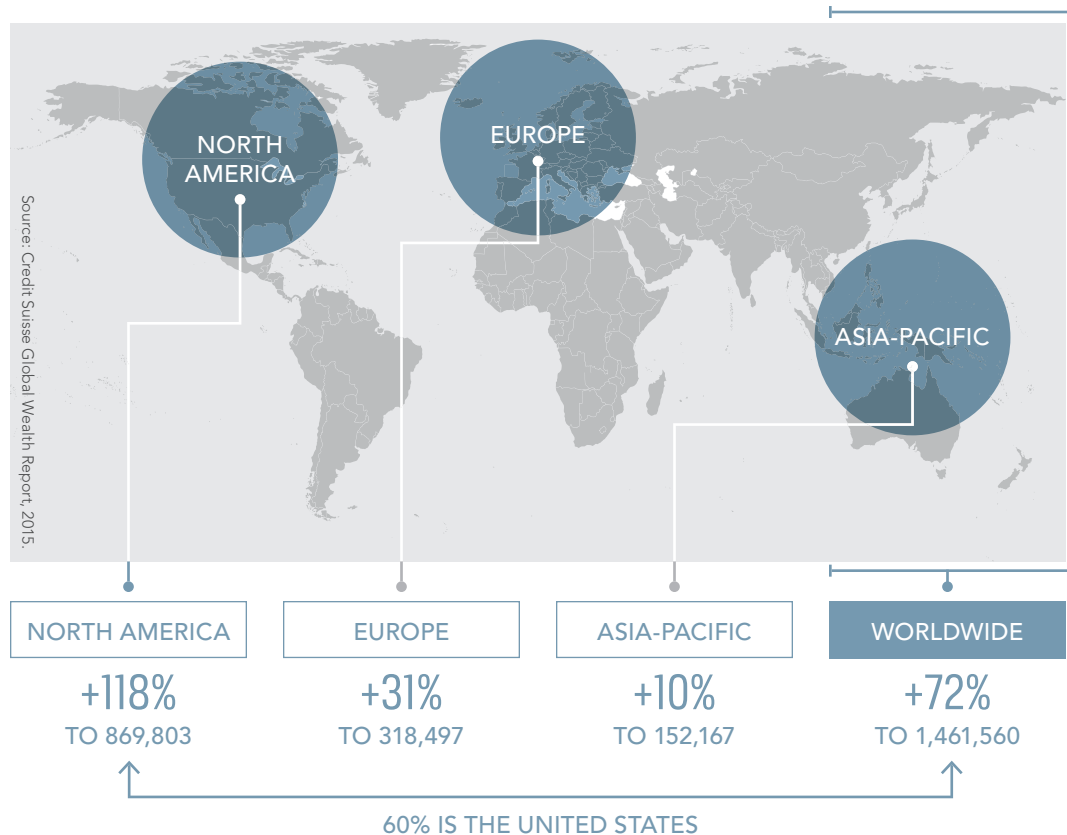 NORTH
AMERICA
EUROPE
ASIA-PACIFIC
Source: Credit Suisse Global Wealth Report, 2015.
NORTH AMERICA
+118%
TO 869,803
EUROPE
+31%
TO 318,497
ASIA-PACIFIC
+10%
TO 152,167
WORLDWIDE
+72%
TO 1,461,560
60% IS THE UNITED STATES